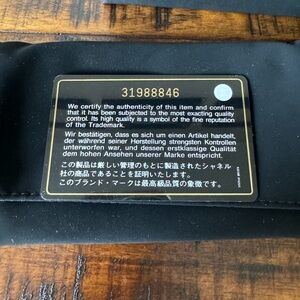 31988846
We certify the authenticity of this item and confirm
that it has been subjected to the most exacting quality
control. Its high quality is a symbol of the fine reputation
of the Trademark.
Wir bestätigen, dass es sich um einen Artikel handelt,
der während seiner Herstellung strengsten Kontrollen
unterworfen war, und dessen erstklassige Qualität
dem hohen Ansehen unserer Marke entspricht.
この製品は厳しい管理のもとに製造されたシャネル
社の商品であることを証明いたします。
このブランド・マークは最高級品質の象徴です。